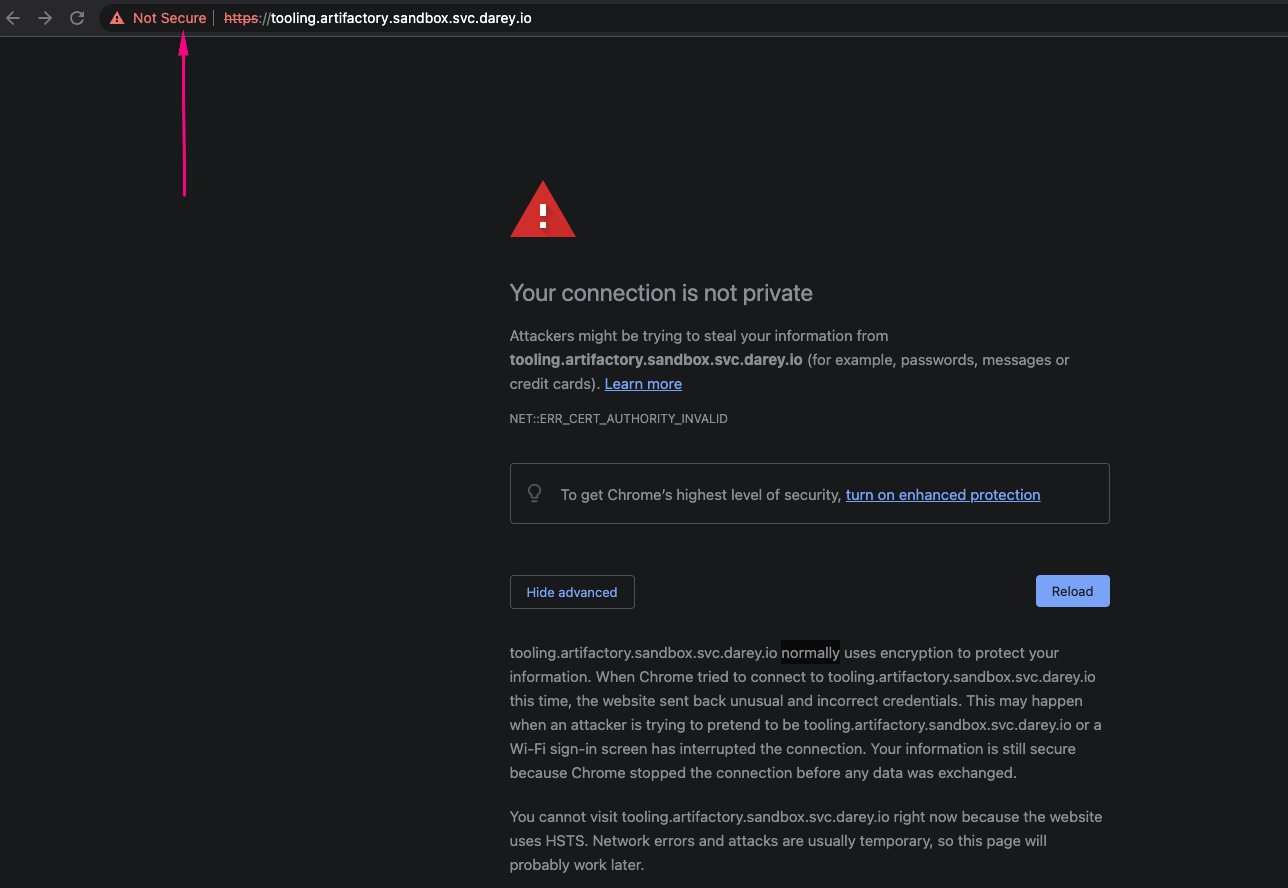 Not Secure | https://tooling.artifactory.sandbox.svc.darey.io
Your connection is not private
Attackers might be trying to steal your information from
tooling.artifactory.sandbox.svc.darey.io (for example, passwords, messages or
credit cards). Learn more
NET::ERR_CERT_AUTHORITY_INVALID
To get Chrome's highest level of security, turn on enhanced protection
Hide advanced
Reload
tooling.artifactory.sandbox.svc.darey.io normally uses encryption to protect your
information. When Chrome tried to connect to tooling.artifactory.sandbox.svc.darey.io
this time, the website sent back unusual and incorrect credentials. This may happen
when an attacker is trying to pretend to be tooling.artifactory.sandbox.svc.darey.io or a
Wi-Fi sign-in screen has interrupted the connection. Your information is still secure
because Chrome stopped the connection before any data was exchanged.
You cannot visit tooling.artifactory.sandbox.svc.darey.io right now because the website
uses HSTS. Network errors and attacks are usually temporary, so this page will
probably work later.